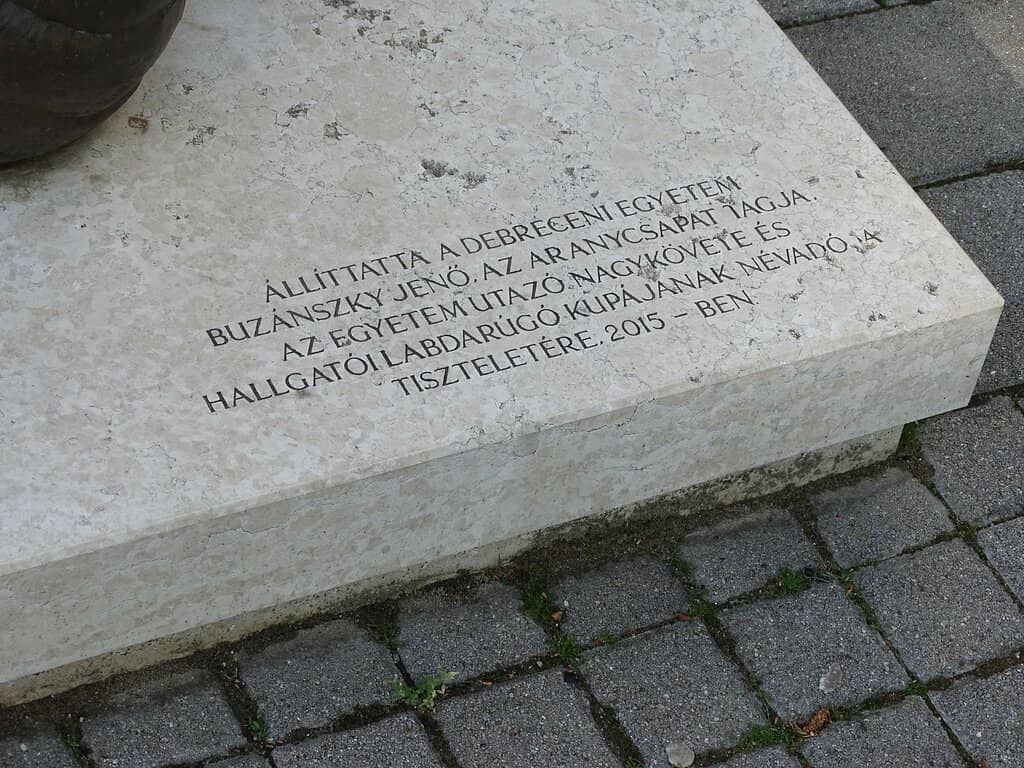 ÁLLÍTTATTA A DEBRECENI EGYETEM
BUZÁNSZKY JENŐ, AZ ARANYCSAPAT TAGJA,
AZ EGYETEM UTAZÓ NAGYKÖVETE ÉS
HALLGATÓI LABDARÚGÓ KUPÁJÁNAK NÉVADÓJA
TISZTELETÉRE, 2015 – BEN.